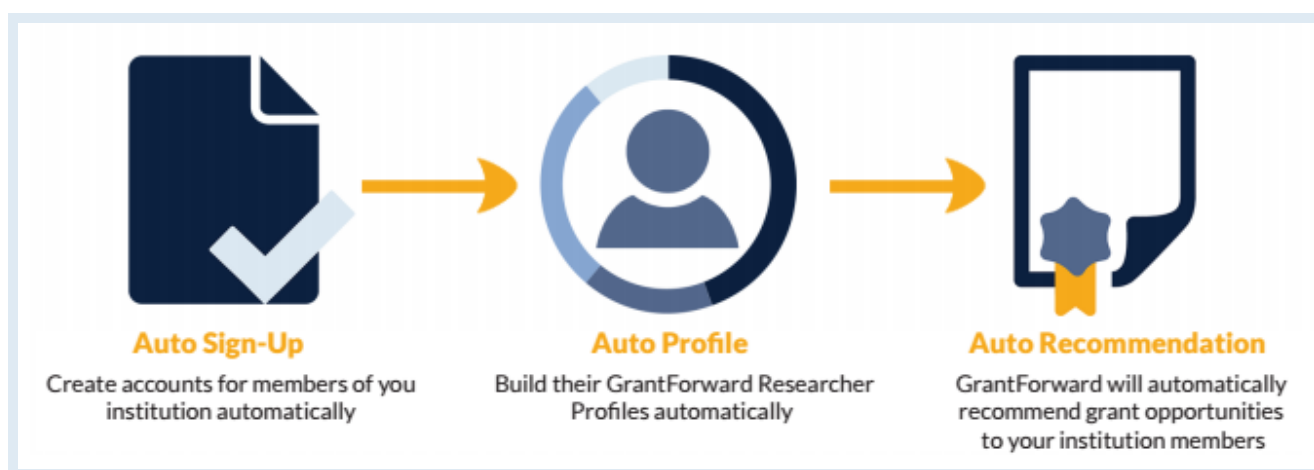 Auto Sign-Up
Create accounts for members of you
institution automatically
Auto Profile
Build their GrantForward Researcher
Profiles automatically
Auto Recommendation
GrantForward will automatically
recommend grant opportunities
to your institution members